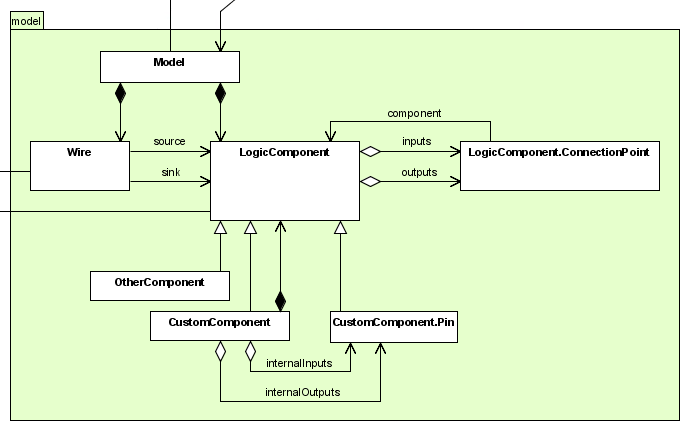 model
Model
component
Wire
source
LogicComponent
inputs
LogicComponent.ConnectionPoint
sink
outputs
OtherComponent
CustomComponent
CustomComponent.Pin
internalInputs
internalOutputs